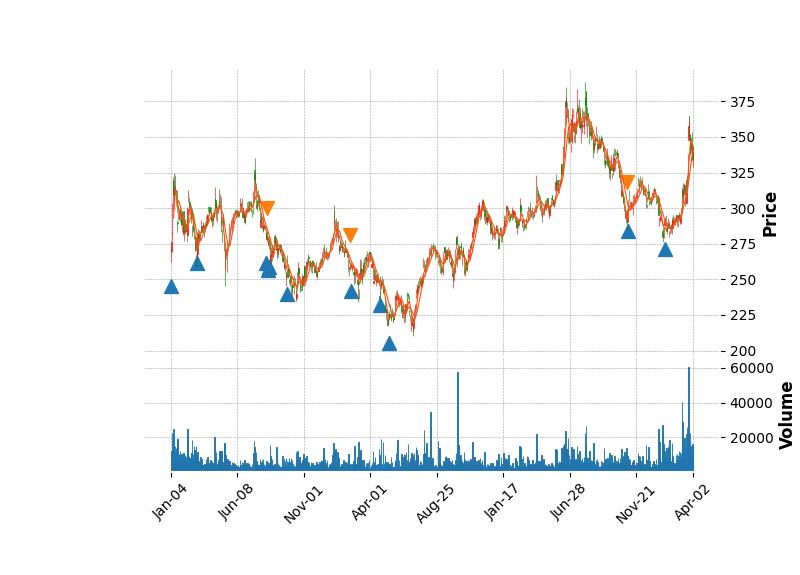 375
350
325
300
275
250
225
200
Price
60000
40000
20000
Volume
Jan-04
Jun-08
Nov-01
Apr-01
Aug-25
Jan-17
Jun-28
Nov-21
Apr-02